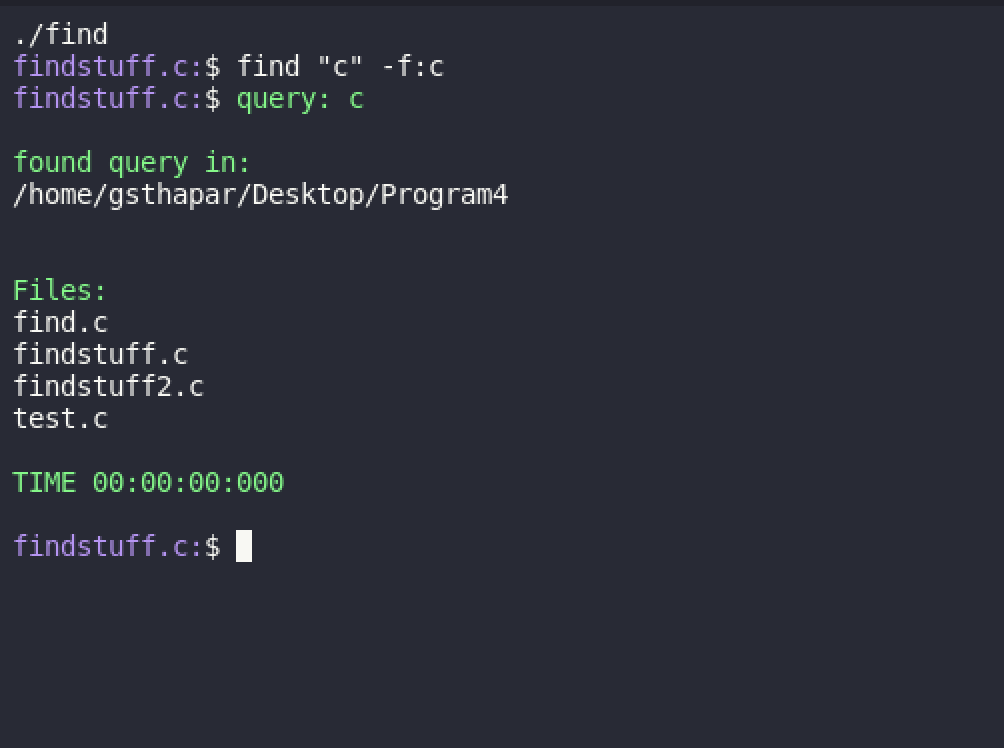 ./find
findstuff.c:$ find "c" -f:c
findstuff.c:$ query: c
found query in:
/home/gsthapar/Desktop/Program4
Files:
find.c
findstuff.c
findstuff2.c
test.c
TIME 00:00:00:000
findstuff.c:$